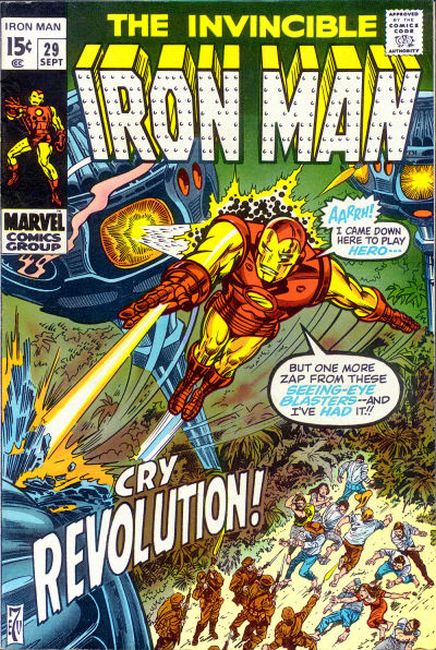 IRON MAN
15¢
29
SEPT
CC
MARVEL
COMICS
GROUP
THE INVINCIBLE
IRON MAN
APPROVED
BY THE
COMICS
CODE
AUTHORITY
AARRH!
I CAME DOWN
HERE TO PLAY
HERO---
BUT ONE MORE
ZAP FROM THESE
SEEING-EYE
BLASTERS--AND
I'VE HAD IT!!
CRY
REVOLUTION!